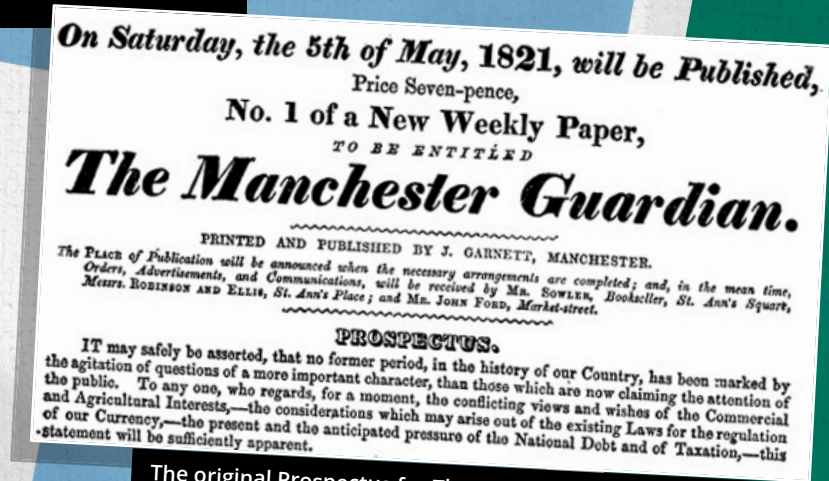 On Saturday, the 5th of May, 1821, will be Published,
Price Seven-pence,
No. 1 of a New Weekly Paper,
TO BE ENTITLED
The Manchester Guardian.
PRINTED AND PUBLISHED BY J. GARNETT, MANCHESTER.
The PLACE of Publication will be announced when the necessary arrangements are completed; and, in the mean time,
Orders, Advertisements, and Communications, will be received by MR. SOWLER, Bookseller, St. Ann's Square,
Messrs. ROBINSON AND ELLIS, St. Ann's Place; and MR. JOHN FORD, Market-street.
PROSPECTUS.
IT may safely be asserted, that no former period, in the history of our Country, has been marked by
the agitation of questions of a more important character, than those which are now claiming the attention of
the public. To any one, who regards, for a moment, the conflicting views and wishes of the Commercial
and Agricultural Interests,—the considerations which may arise out of the existing Laws for the regulation
of our Currency,—the present and the anticipated pressure of the National Debt and of Taxation,—this
statement will be sufficiently apparent.
The original Prospectus for